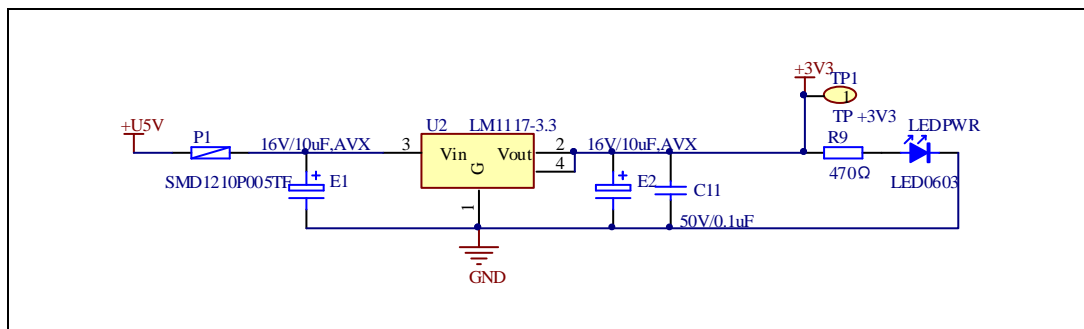 +3V3
TP1
1
TP +3V3
+U5V
P1
16V/10uF,AVX
SMD1210P005TF
E1
U2
LM1117-3.3
3
Vin
G
Vout
2
4
1
16V/10uF,AVX
E2
C11
50V/0.1uF
R9
470Ω
LEDPWR
LED0603
GND